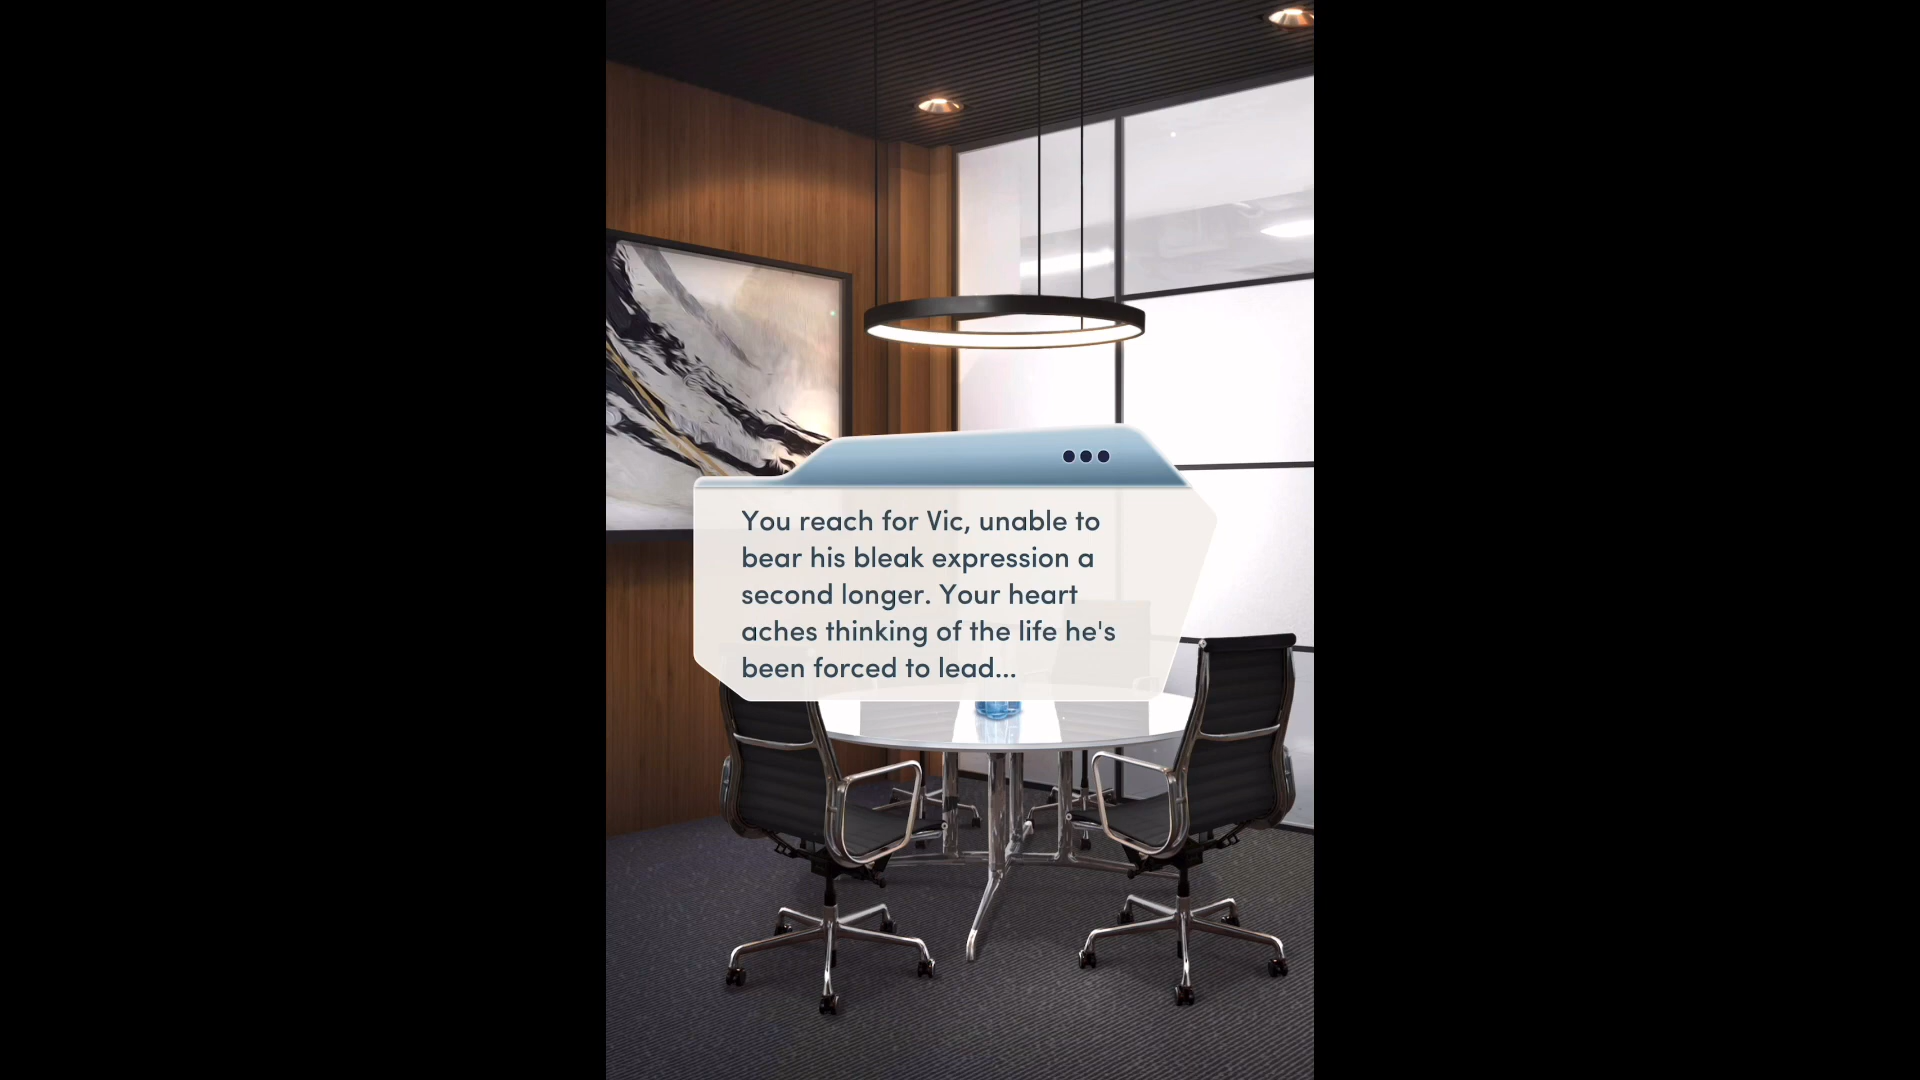 You reach for Vic, unable to
bear his bleak expression a
second longer. Your heart
aches thinking of the life he's
been forced to lead...